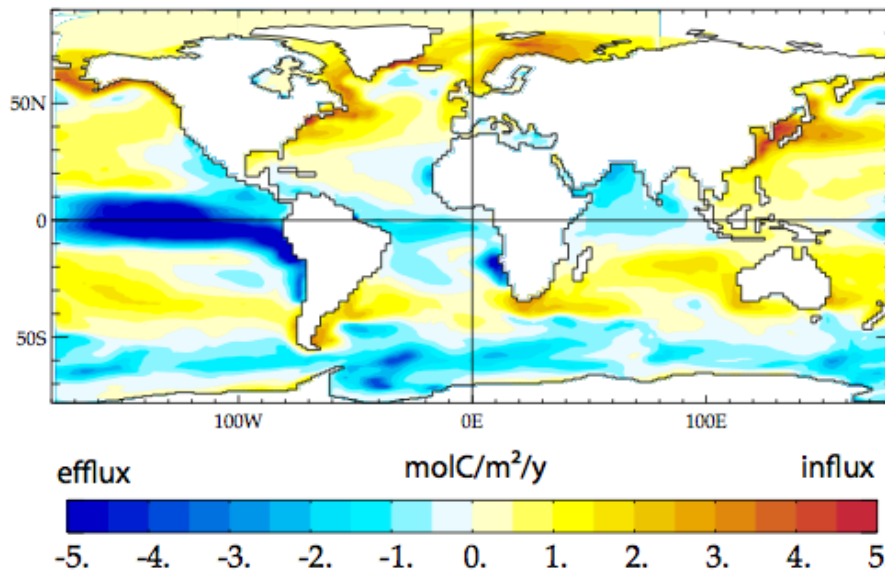 50N
0
50S
100W 0E 100E
efflux molC/m²/y influx
-5. -4. -3. -2. -1. 0. 1. 2. 3. 4. 5